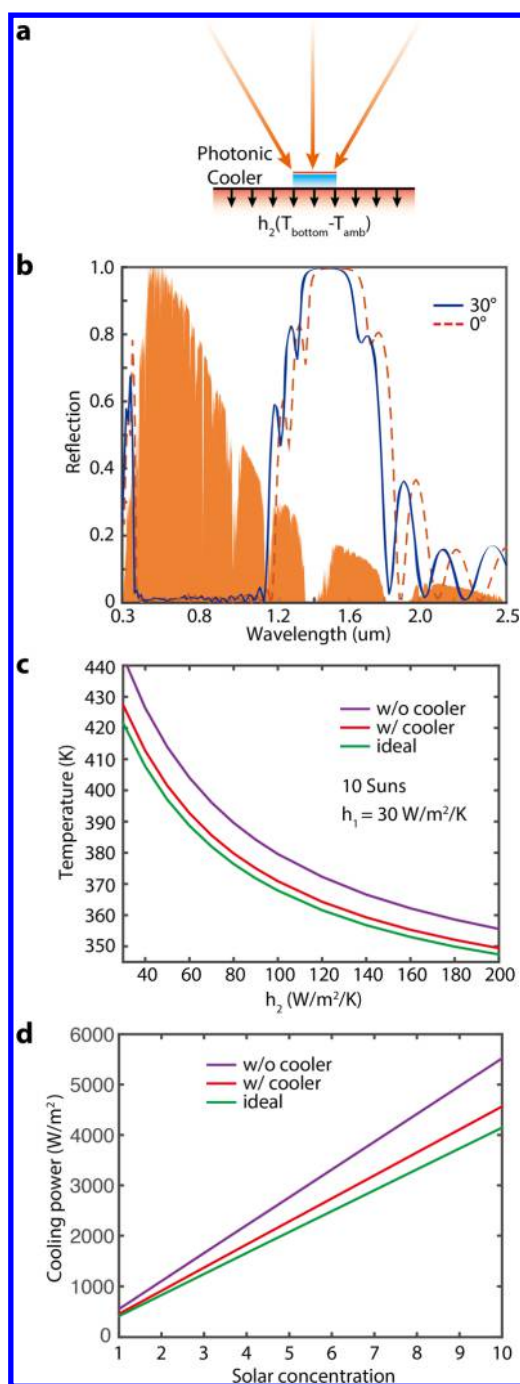 a
Photonic
Cooler
h₂(T_bottom-T_amb)
b
1.0
0.8
0.6
0.4
0.2
0
Reflection
30°
0°
0.3 0.8 1.2 1.6 2.0 2.5
Wavelength (um)
c
440
430
420
410
400
390
380
370
360
350
Temperature (K)
w/o cooler
w/ cooler
ideal
10 Suns
h₁ = 30 W/m²/K
40 60 80 100 120 140 160 180 200
h₂ (W/m²/K)
d
6000
5000
4000
3000
2000
1000
0
Cooling power (W/m²)
w/o cooler
w/ cooler
ideal
1 2 3 4 5 6 7 8 9 10
Solar concentration